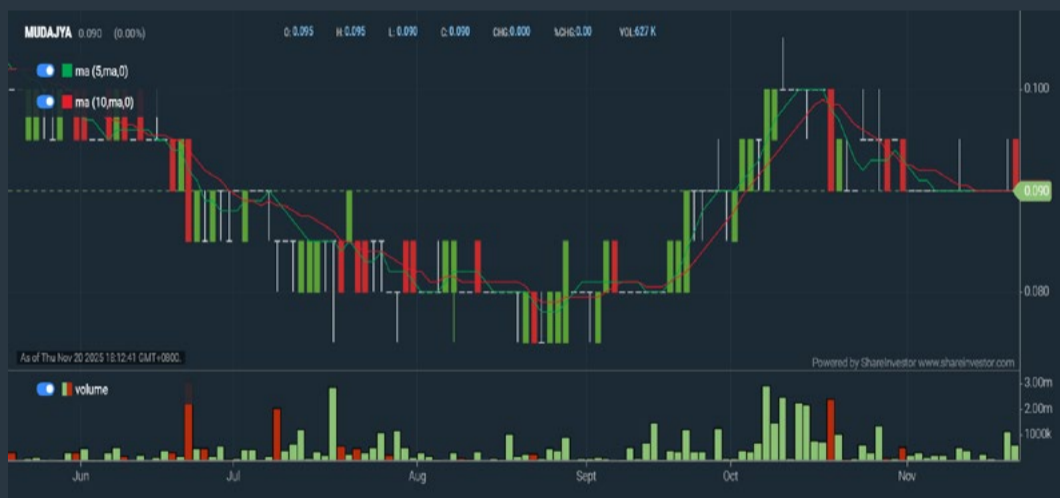 MUDAJYA 0.090 (0.00%) O: 0.095 H: 0.095 L: 0.090 C: 0.090 CHG:0.000 %CHG:0.00 VOL:627 K
ma (5,ma,0)
ma (10,ma,0)
0.100
0.090
0.080
As of Thu Nov 20 2025 18:12:41 GMT+0800.
Powered by ShareInvestor www.shareinvestor.com
volume
3.00m
2.00m
1000k
Jun Jul Aug Sept Oct Nov